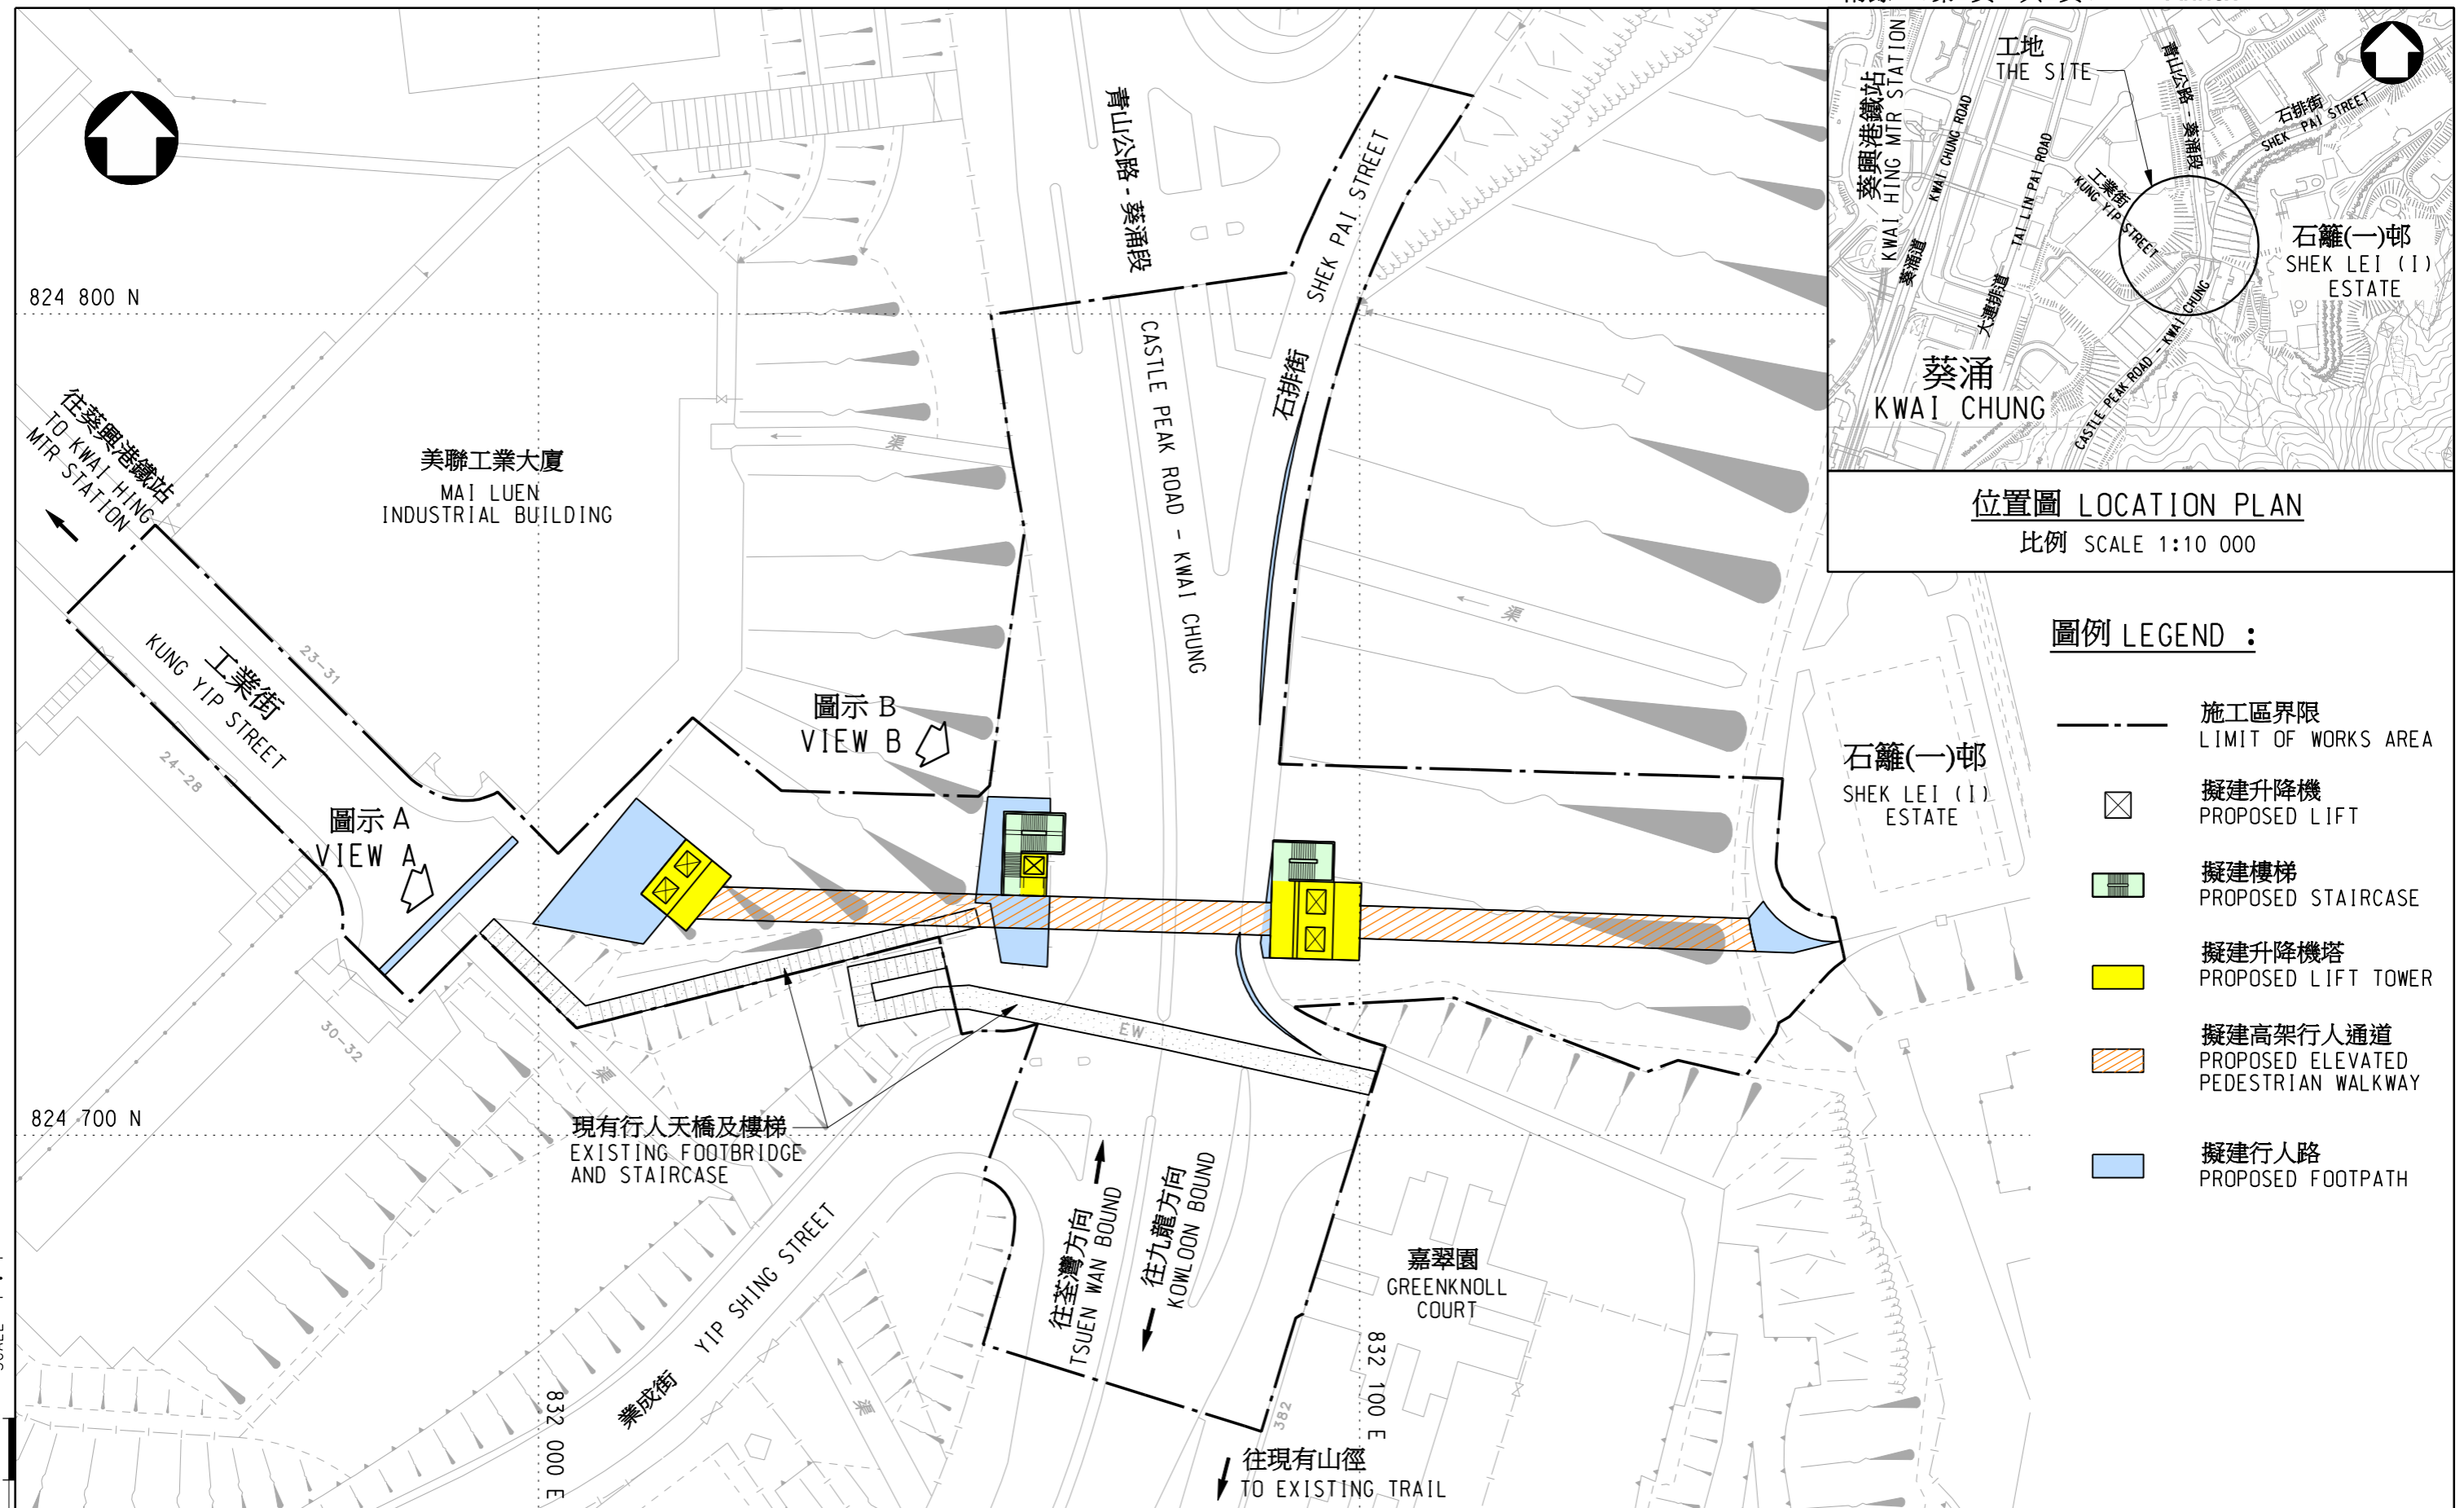 工地
THE SITE
葵興港鐵站
KWAI HING MTR STATION
葵涌道
KWAI CHUNG ROAD
大連排道
TAI LIN PAI ROAD
工業街
KUNG YIP STREET
青山公路 - 葵涌段
CASTLE PEAK ROAD - KWAI CHUNG
石排街
SHEK PAI STREET
石籬(一)邨
SHEK LEI (I)
ESTATE
葵涌
KWAI CHUNG
位置圖 LOCATION PLAN
比例 SCALE 1:10 000
圖例 LEGEND :
施工區界限
LIMIT OF WORKS AREA
擬建升降機
PROPOSED LIFT
擬建樓梯
PROPOSED STAIRCASE
擬建升降機塔
PROPOSED LIFT TOWER
擬建高架行人通道
PROPOSED ELEVATED
PEDESTRIAN WALKWAY
擬建行人路
PROPOSED FOOTPATH
824 800 N
824 700 N
832 000 E
832 100 E
往葵興港鐵站
TO KWAI HING
MTR STATION
美聯工業大廈
MAI LUEN
INDUSTRIAL BUILDING
青山公路 - 葵涌段
CASTLE PEAK ROAD - KWAI CHUNG
石排街
SHEK PAI STREET
渠
渠
工業街
KUNG YIP STREET
23-31
24-28
30-32
圖示 A
VIEW A
圖示 B
VIEW B
石籬(一)邨
SHEK LEI (I)
ESTATE
EW
渠
現有行人天橋及樓梯
EXISTING FOOTBRIDGE
AND STAIRCASE
業成街
YIP SHING STREET
渠
往荃灣方向
TSUEN WAN BOUND
往九龍方向
KOWLOON BOUND
嘉翠園
GREENKNOLL
COURT
382
往現有山徑
TO EXISTING TRAIL